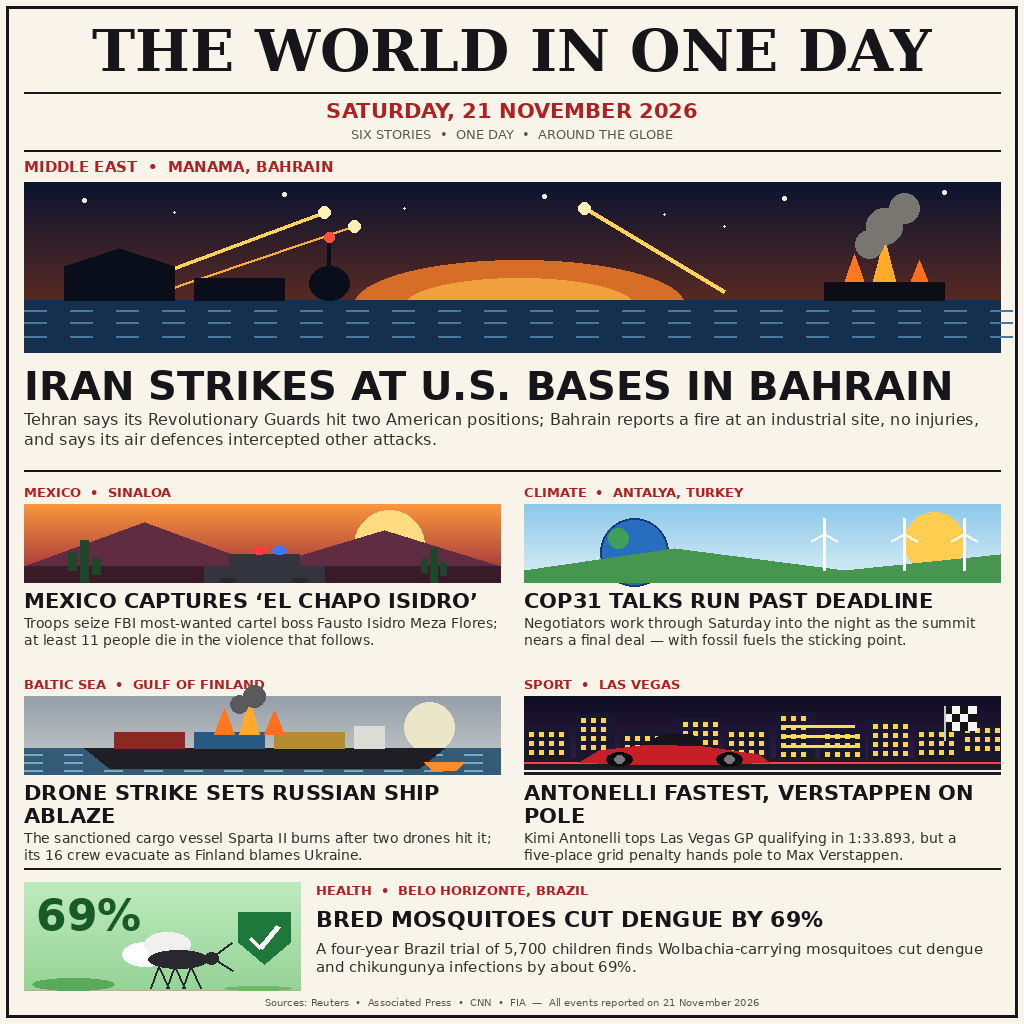 THE WORLD IN ONE DAY
SATURDAY, 21 NOVEMBER 2026
SIX STORIES • ONE DAY • AROUND THE GLOBE
MIDDLE EAST • MANAMA, BAHRAIN
IRAN STRIKES AT U.S. BASES IN BAHRAIN
Tehran says its Revolutionary Guards hit two American positions; Bahrain reports a fire at an industrial site, no injuries,
and says its air defences intercepted other attacks.
MEXICO • SINALOA
MEXICO CAPTURES ‘EL CHAPO ISIDRO’
Troops seize FBI most-wanted cartel boss Fausto Isidro Meza Flores;
at least 11 people die in the violence that follows.
CLIMATE • ANTALYA, TURKEY
COP31 TALKS RUN PAST DEADLINE
Negotiators work through Saturday into the night as the summit
nears a final deal — with fossil fuels the sticking point.
BALTIC SEA • GULF OF FINLAND
DRONE STRIKE SETS RUSSIAN SHIP
ABLAZE
The sanctioned cargo vessel Sparta II burns after two drones hit it;
its 16 crew evacuate as Finland blames Ukraine.
SPORT • LAS VEGAS
ANTONELLI FASTEST, VERSTAPPEN ON
POLE
Kimi Antonelli tops Las Vegas GP qualifying in 1:33.893, but a
five-place grid penalty hands pole to Max Verstappen.
69%
HEALTH • BELO HORIZONTE, BRAZIL
BRED MOSQUITOES CUT DENGUE BY 69%
A four-year Brazil trial of 5,700 children finds Wolbachia-carrying mosquitoes cut dengue
and chikungunya infections by about 69%.
Sources: Reuters • Associated Press • CNN • FIA — All events reported on 21 November 2026